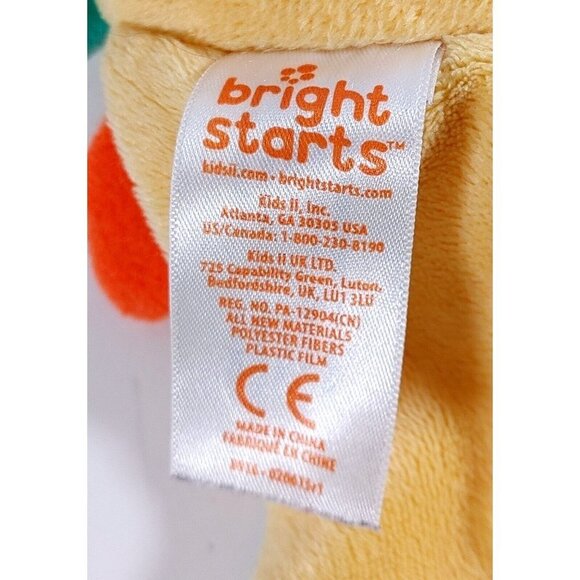 bright
starts™
kidsii.com • brightstarts.com
Kids II, Inc.
Atlanta, GA 30305 USA
US/Canada: 1-800-230-8190
Kids II UK LTD.
725 Capability Green, Luton,
Bedfordshire, UK, LU1 3LU
REG. NO. PA-12904(CN)
ALL NEW MATERIALS
POLYESTER FIBERS
PLASTIC FILM
CE
MADE IN CHINA
FABRIQUÉ EN CHINE